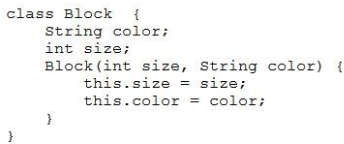 class Block  {
    String color;
    int size;
    Block(int size, String color) {
        this.size = size;
        this.color = color;
    }
}